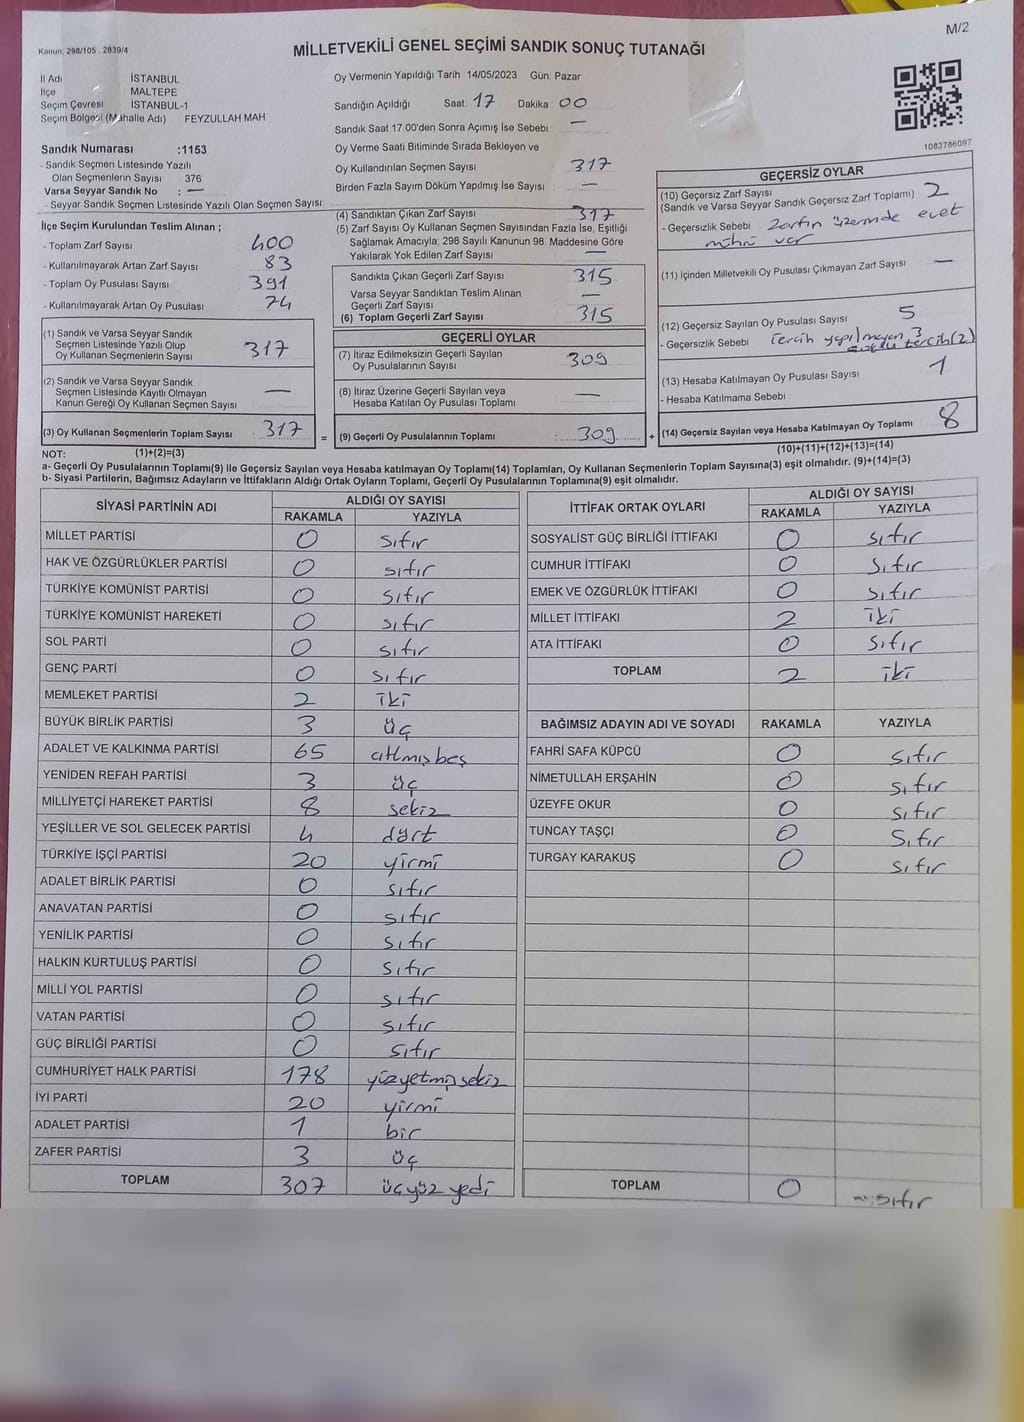 M/2
Kanun: 298/105 . 2839/4
MİLLETVEKİLİ GENEL SEÇİMİ SANDIK SONUÇ TUTANAĞI
İl Adı İSTANBUL
İlçe MALTEPE
Seçim Çevresi İSTANBUL-1
Seçim Bölgesi (Mahalle Adı) FEYZULLAH MAH
Sandık Numarası :1153
- Sandık Seçmen Listesinde Yazılı
Olan Seçmenlerin Sayısı 376
Varsa Seyyar Sandık No : —
- Seyyar Sandık Seçmen Listesinde Yazılı Olan Seçmen Sayısı:
İlçe Seçim Kurulundan Teslim Alınan ;
- Toplam Zarf Sayısı 400
- Kullanılmayarak Artan Zarf Sayısı 83
- Toplam Oy Pusulası Sayısı 391
- Kullanılmayarak Artan Oy Pusulası 74
(1) Sandık ve Varsa Seyyar Sandık
Seçmen Listesinde Yazılı Olup
Oy Kullanan Seçmenlerin Sayısı 317
(2) Sandık ve Varsa Seyyar Sandık
Seçmen Listesinde Kayıtlı Olmayan
Kanun Gereği Oy Kullanan Seçmen Sayısı —
(3) Oy Kullanan Seçmenlerin Toplam Sayısı : 317
Oy Vermenin Yapıldığı Tarih 14/05/2023 Gün: Pazar
Sandığın Açıldığı Saat: 17 Dakika: 00
Sandık Saat 17:00'den Sonra Açımış İse Sebebi : —
Oy Verme Saati Bitiminde Sırada Bekleyen ve
Oy Kullandırılan Seçmen Sayısı : 317
Birden Fazla Sayım Döküm Yapılmış İse Sayısı : —
(4) Sandıktan Çıkan Zarf Sayısı : 317
(5) Zarf Sayısı Oy Kullanan Seçmen Sayısından Fazla İse, Eşitliği
Sağlamak Amacıyla; 298 Sayılı Kanunun 98. Maddesine Göre
Yakılarak Yok Edilen Zarf Sayısı —
Sandıkta Çıkan Geçerli Zarf Sayısı : 315
Varsa Seyyar Sandıktan Teslim Alınan
Geçerli Zarf Sayısı : —
(6) Toplam Geçerli Zarf Sayısı : 315
GEÇERLİ OYLAR
(7) İtiraz Edilmeksizin Geçerli Sayılan
Oy Pusulalarının Sayısı : 309
(8) İtiraz Üzerine Geçerli Sayılan veya
Hesaba Katılan Oy Pusulası Toplamı : —
= (9) Geçerli Oy Pusulalarının Toplamı : 309 +
1083786097
GEÇERSİZ OYLAR
(10) Geçersiz Zarf Sayısı : 2
(Sandık ve Varsa Seyyar Sandık Geçersiz Zarf Toplamı)
- Geçersizlik Sebebi Zarfın üzerinde evet
mührü var
(11) İçinden Milletvekili Oy Pusulası Çıkmayan Zarf Sayısı : —
(12) Geçersiz Sayılan Oy Pusulası Sayısı : 5
- Geçersizlik Sebebi Tercih yapılmayan 3
tercih(2)
(13) Hesaba Katılmayan Oy Pusulası Sayısı : 1
- Hesaba Katılmama Sebebi
(14) Geçersiz Sayılan veya Hesaba Katılmayan Oy Toplamı : 8
NOT: (1)+(2)=(3) (10)+(11)+(12)+(13)=(14)
a- Geçerli Oy Pusulalarının Toplamı(9) ile Geçersiz Sayılan veya Hesaba katılmayan Oy Toplamı(14) Toplamları, Oy Kullanan Seçmenlerin Toplam Sayısına(3) eşit olmalıdır. (9)+(14)=(3)
b- Siyasi Partilerin, Bağımsız Adayların ve İttifakların Aldığı Ortak Oyların Toplamı, Geçerli Oy Pusulalarının Toplamına(9) eşit olmalıdır.
SİYASİ PARTİNİN ADI ALDIĞI OY SAYISI
RAKAMLA YAZIYLA
MİLLET PARTİSİ 0 sıfır
HAK VE ÖZGÜRLÜKLER PARTİSİ 0 sıfır
TÜRKİYE KOMÜNİST PARTİSİ 0 sıfır
TÜRKİYE KOMÜNİST HAREKETİ 0 sıfır
SOL PARTİ 0 sıfır
GENÇ PARTİ 0 sıfır
MEMLEKET PARTİSİ 2 iki
BÜYÜK BİRLİK PARTİSİ 3 üç
ADALET VE KALKINMA PARTİSİ 65 altmışbeş
YENİDEN REFAH PARTİSİ 3 üç
MİLLİYETÇİ HAREKET PARTİSİ 8 sekiz
YEŞİLLER VE SOL GELECEK PARTİSİ 4 dört
TÜRKİYE İŞÇİ PARTİSİ 20 yirmi
ADALET BİRLİK PARTİSİ 0 sıfır
ANAVATAN PARTİSİ 0 sıfır
YENİLİK PARTİSİ 0 sıfır
HALKIN KURTULUŞ PARTİSİ 0 sıfır
MİLLİ YOL PARTİSİ 0 sıfır
VATAN PARTİSİ 0 sıfır
GÜÇ BİRLİĞİ PARTİSİ 0 sıfır
CUMHURİYET HALK PARTİSİ 178 yüzyetmişsekiz
İYİ PARTİ 20 yirmi
ADALET PARTİSİ 1 bir
ZAFER PARTİSİ 3 üç
TOPLAM 307 üçyüz yedi
İTTİFAK ORTAK OYLARI ALDIĞI OY SAYISI
RAKAMLA YAZIYLA
SOSYALİST GÜÇ BİRLİĞİ İTTİFAKI 0 sıfır
CUMHUR İTTİFAKI 0 sıfır
EMEK VE ÖZGÜRLÜK İTTİFAKI 0 sıfır
MİLLET İTTİFAKI 2 iki
ATA İTTİFAKI 0 sıfır
TOPLAM 2 iki
BAĞIMSIZ ADAYIN ADI VE SOYADI RAKAMLA YAZIYLA
FAHRİ SAFA KÜPCÜ 0 sıfır
NİMETULLAH ERŞAHİN 0 sıfır
ÜZEYFE OKUR 0 sıfır
TUNCAY TAŞÇI 0 sıfır
TURGAY KARAKUŞ 0 sıfır
TOPLAM 0 sıfır